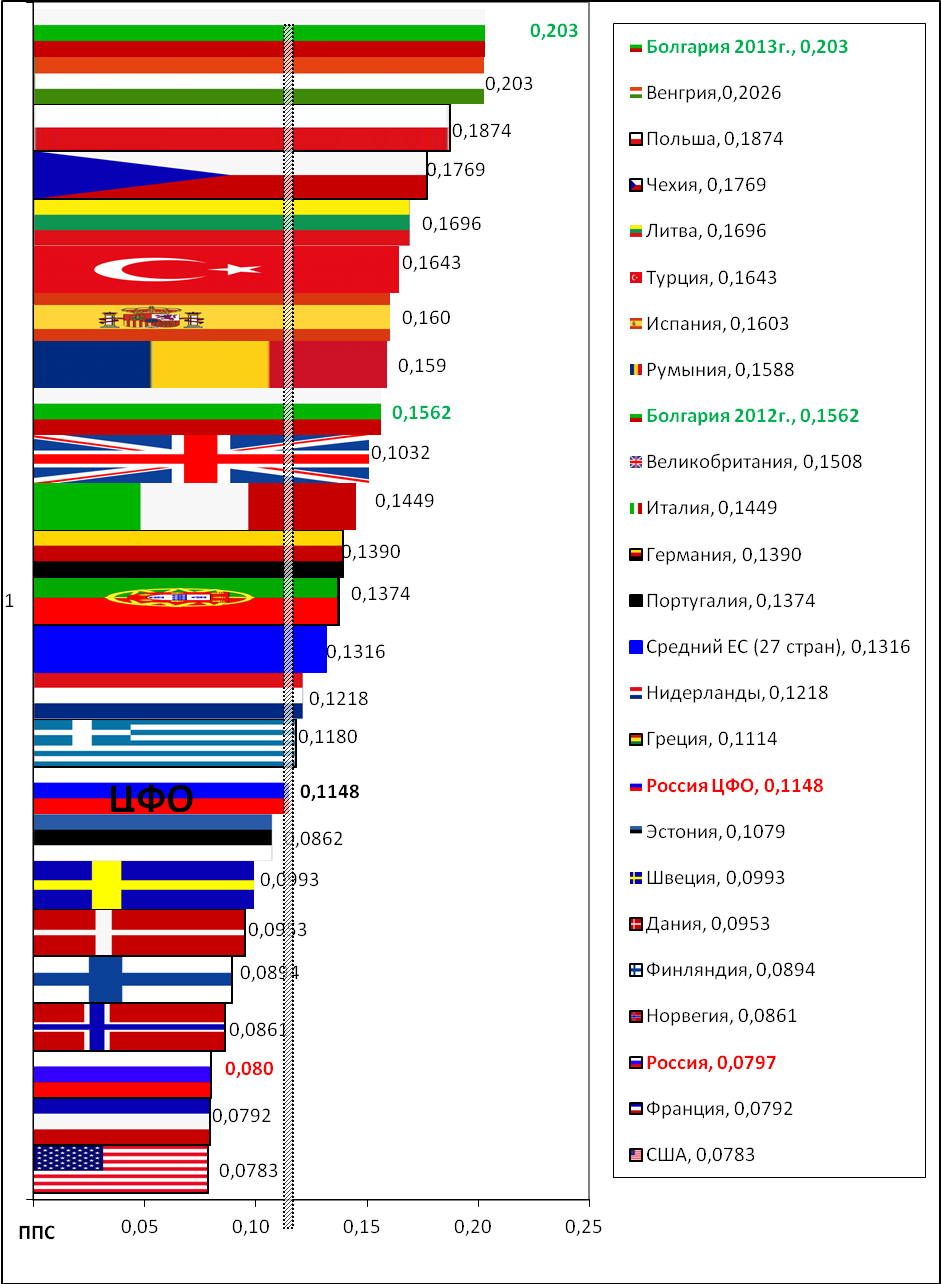 0,203
0,203
0,1874
0,1769
0,1696
0,1643
0,160
0,159
0,1562
0,1032
0,1449
0,1390
0,1374
0,1316
0,1218
0,1180
ЦФО
0,1148
0,0862
0,0993
0,0953
0,0894
0,0861
0,080
0,0792
0,0783
1
ППС
0,05
0,10
0,15
0,20
0,25
Болгария 2013г., 0,203
Венгрия,0,2026
Польша, 0,1874
Чехия, 0,1769
Литва, 0,1696
Турция, 0,1643
Испания, 0,1603
Румыния, 0,1588
Болгария 2012г., 0,1562
Великобритания, 0,1508
Италия, 0,1449
Германия, 0,1390
Португалия, 0,1374
Средний ЕС (27 стран), 0,1316
Нидерланды, 0,1218
Греция, 0,1114
Россия ЦФО, 0,1148
Эстония, 0,1079
Швеция, 0,0993
Дания, 0,0953
Финляндия, 0,0894
Норвегия, 0,0861
Россия, 0,0797
Франция, 0,0792
США, 0,0783